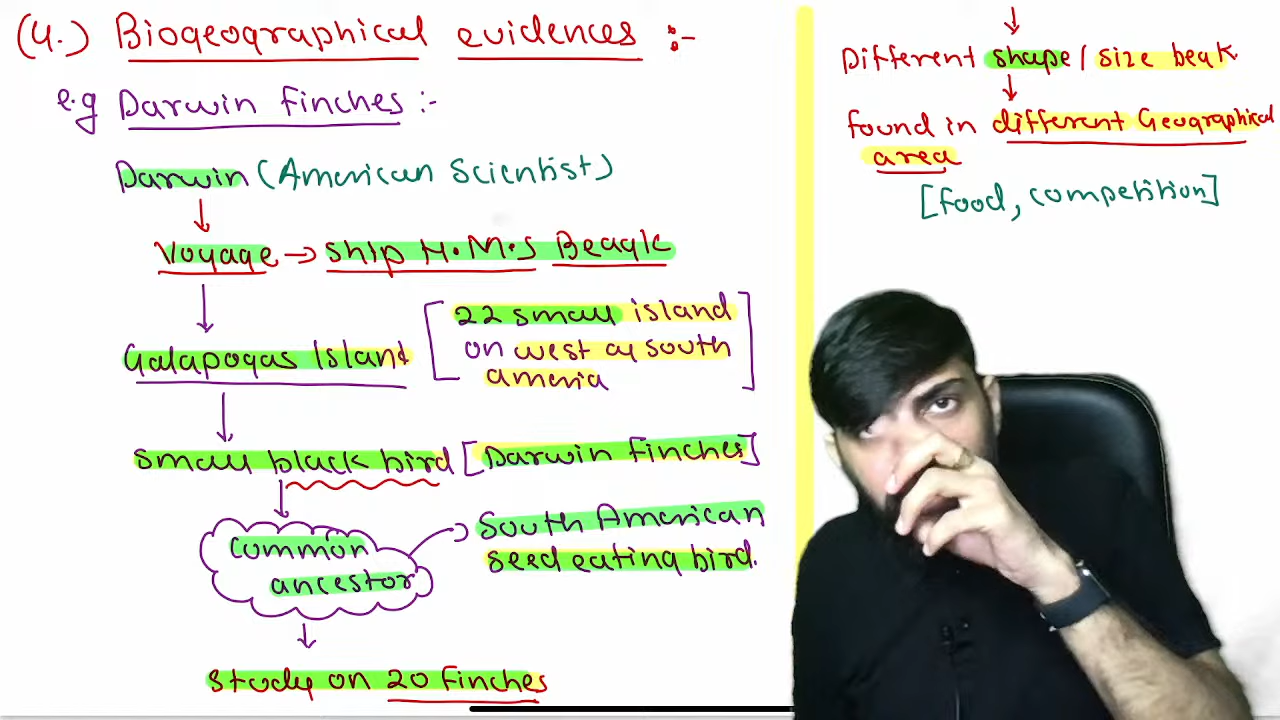 (4.) Biogeographical evidences :-
e.g Darwin Finches :-
Darwin (American Scientist)
Voyage → ship H.M.S Beagle
Galapogas Island [22 small island
on west of south
ameria]
small black bird [Darwin Finches]
common
ancestor
South American
seed eating bird.
study on 20 finches
Different shape / size beak
found in different Geographical
area
[food, competition]